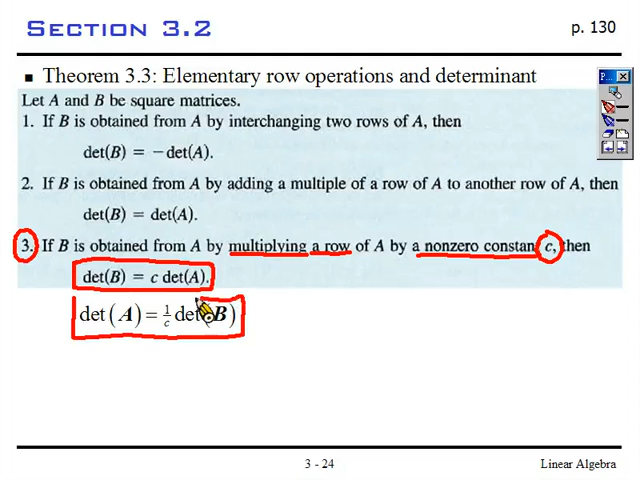 SECTION 3.2
p. 130
■ Theorem 3.3: Elementary row operations and determinant
Let A and B be square matrices.
1. If B is obtained from A by interchanging two rows of A, then
det(B) = −det(A).
2. If B is obtained from A by adding a multiple of a row of A to another row of A, then
det(B) = det(A).
3. If B is obtained from A by multiplying a row of A by a nonzero constant c, then
det(B) = c det(A).
det (A) = 1/c det(B)
3 - 24
Linear Algebra
P...